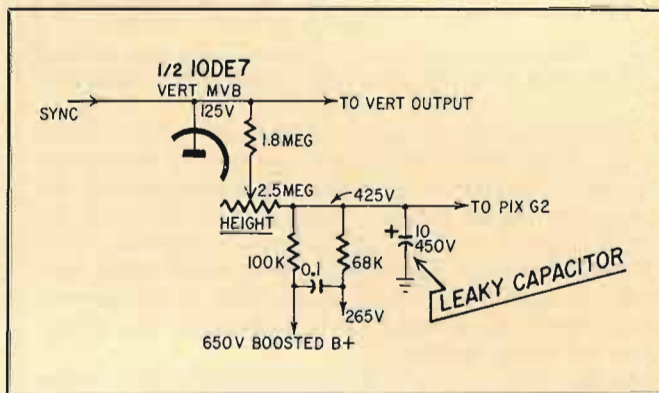 1/2 10DE7
VERT MVB
125V
SYNC
TO VERT OUTPUT
1.8MEG
2.5MEG
HEIGHT
425V
TO PIX G2
100K
0.1
68K
+ 10
450V
LEAKY CAPACITOR
265V
650V BOOSTED B+